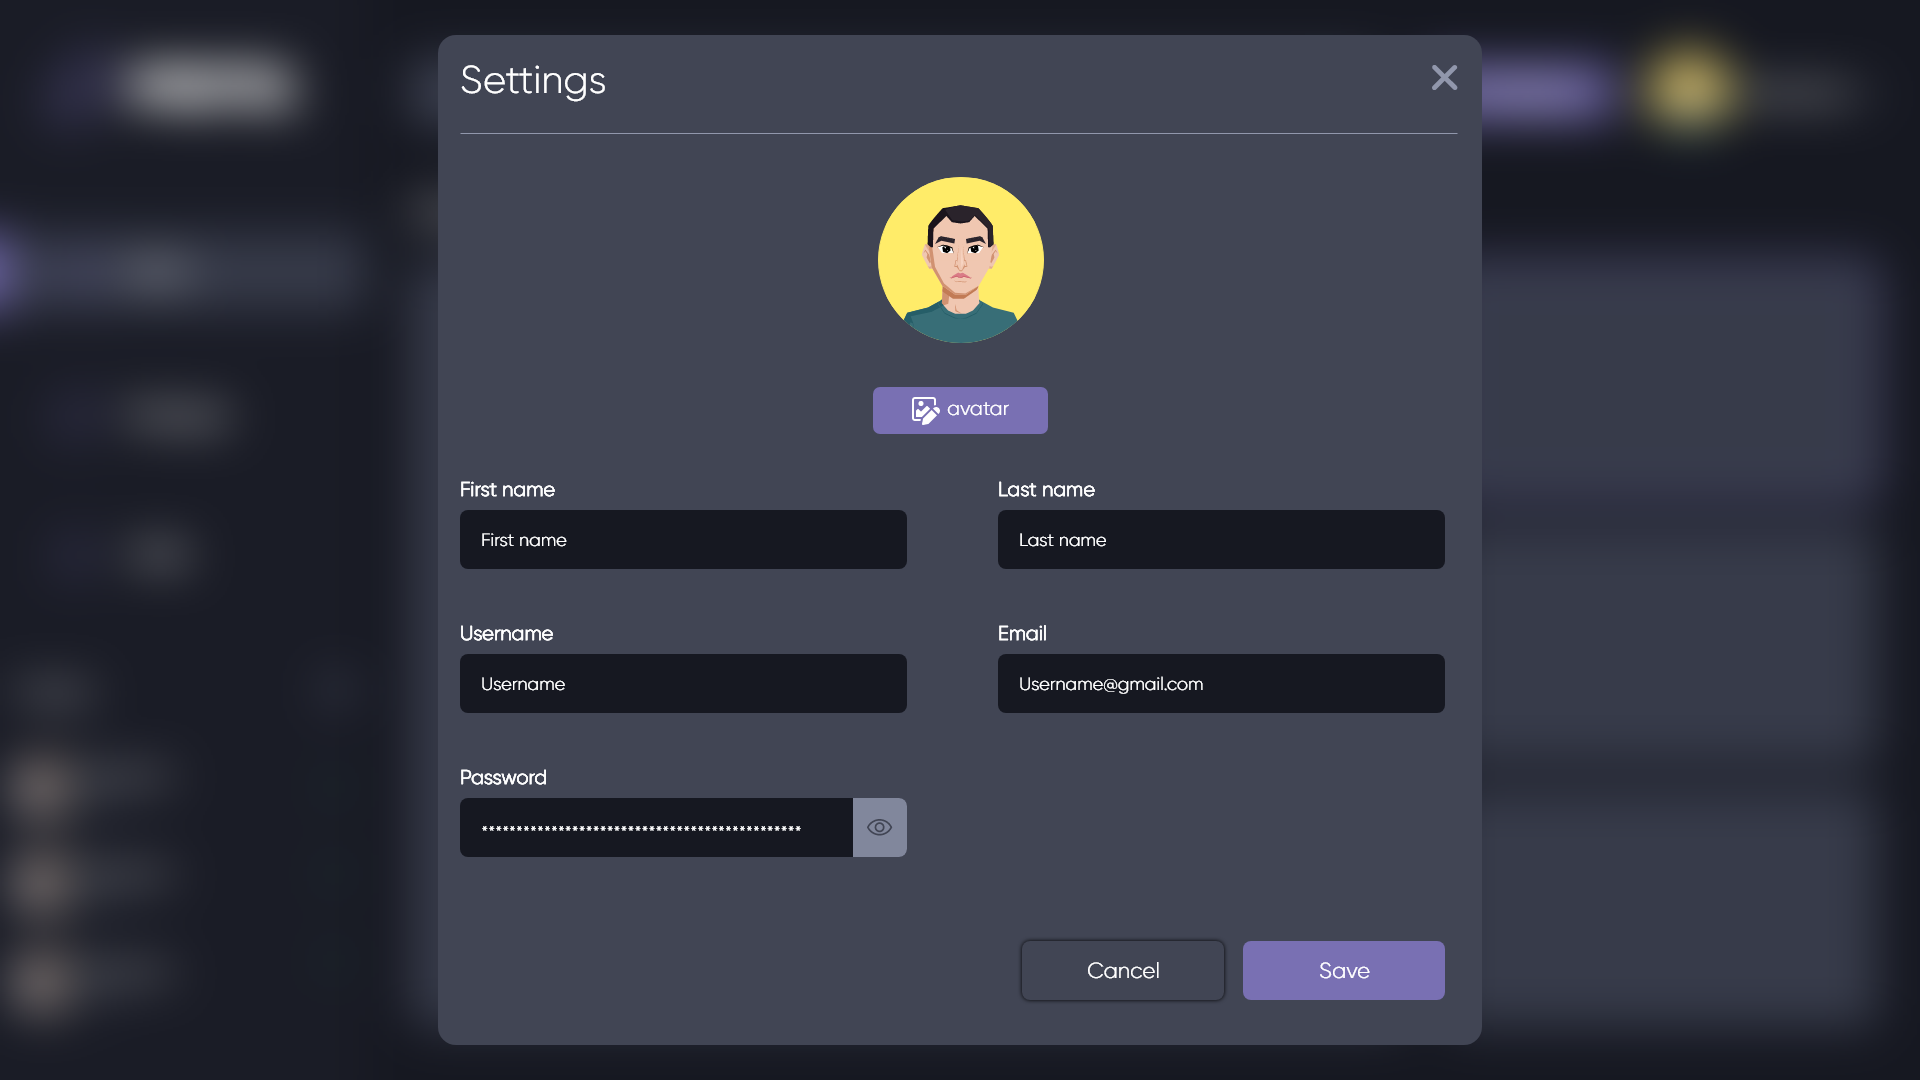 Settings
avatar
First name
Last name
First name
Last name
Username
Email
Username
Username@gmail.com
Password
**********************************************
Cancel
Save